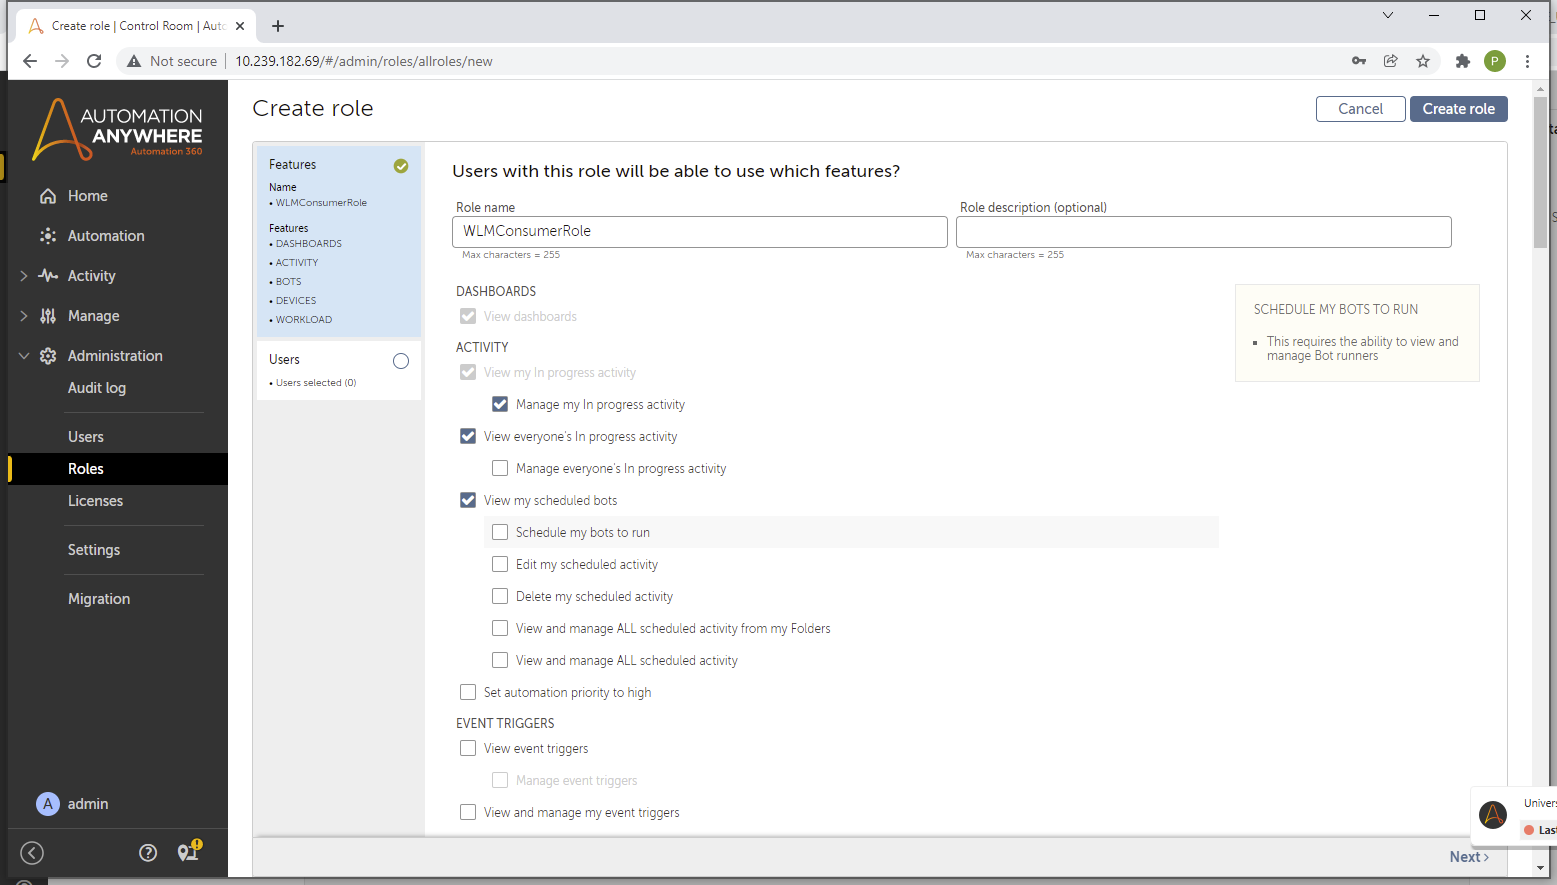 Create role | Control Room | Auto
Not secure
10.239.182.69/#/admin/roles/allroles/new
P
AUTOMATION
ANYWHERE
Automation 360
Home
Automation
Activity
Manage
Administration
Audit log
Users
Roles
Licenses
Settings
Migration
A
admin
Create role
Cancel
Create role
Features
Name
• WLMConsumerRole
Features
• DASHBOARDS
• ACTIVITY
• BOTS
• DEVICES
• WORKLOAD
Users
• Users selected (0)
Users with this role will be able to use which features?
Role name
WLMConsumerRole
Max characters = 255
Role description (optional)
Max characters = 255
DASHBOARDS
View dashboards
ACTIVITY
View my In progress activity
Manage my In progress activity
View everyone's In progress activity
Manage everyone's In progress activity
View my scheduled bots
Schedule my bots to run
Edit my scheduled activity
Delete my scheduled activity
View and manage ALL scheduled activity from my Folders
View and manage ALL scheduled activity
Set automation priority to high
EVENT TRIGGERS
View event triggers
Manage event triggers
View and manage my event triggers
SCHEDULE MY BOTS TO RUN
This requires the ability to view and
manage Bot runners
Univers
Last
Next